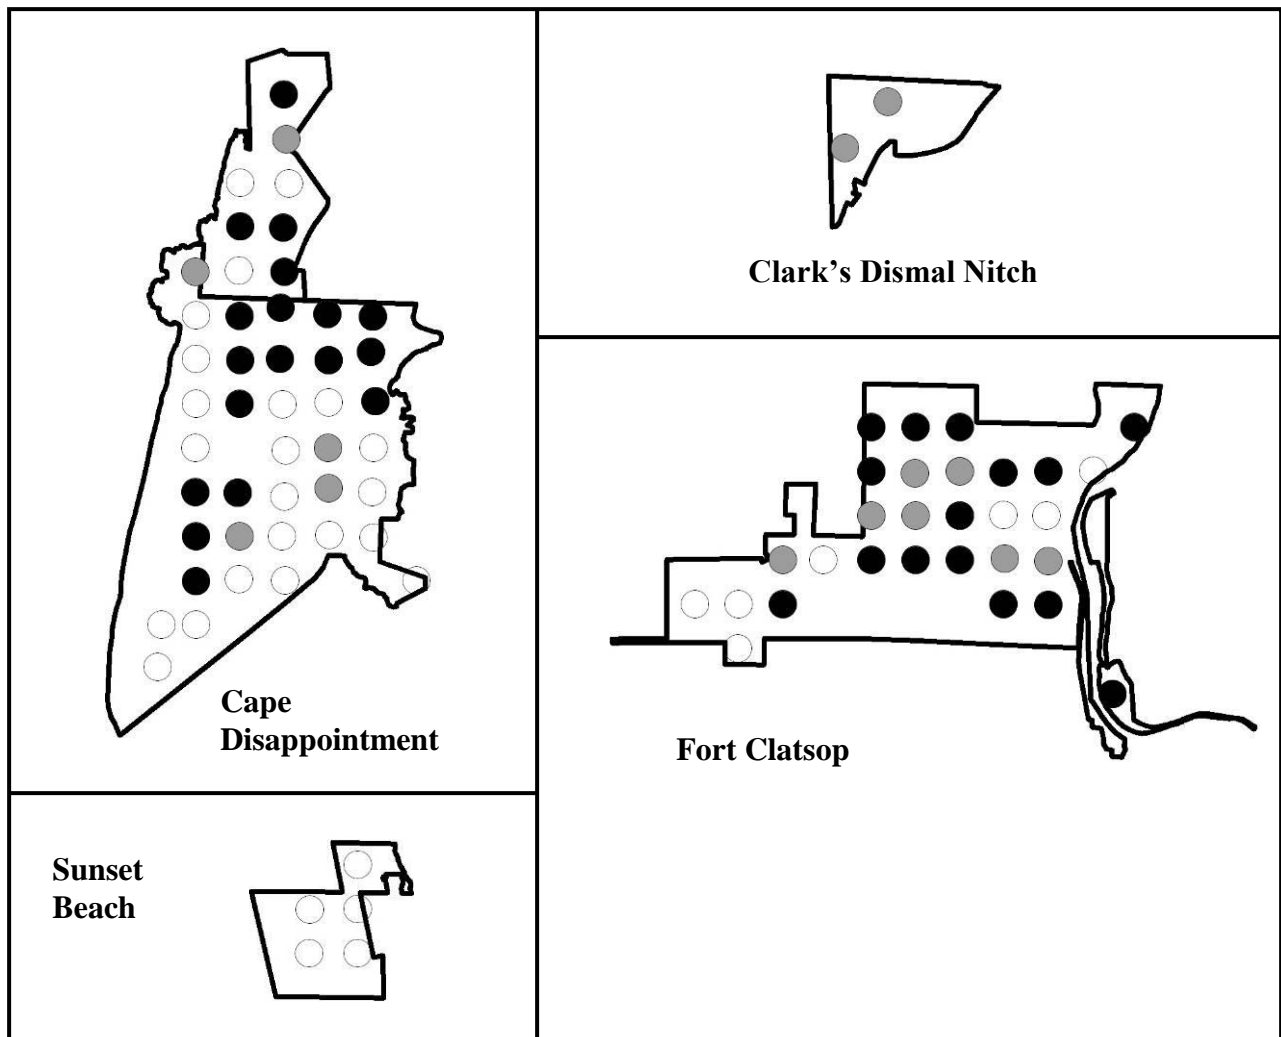 Clark’s Dismal Nitch
Cape
Disappointment
Fort Clatsop
Sunset
Beach